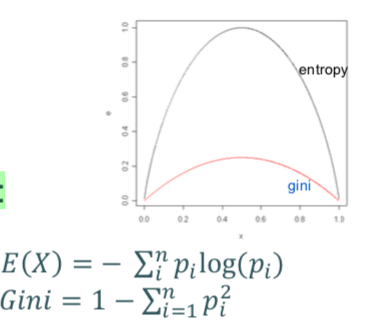 1.0
entropy
0.8
0.6
e
0.4
0.2
gini
0.0
0.0 0.2 0.4 0.6 0.8 1.0
x
E(X) = − ∑ᵢⁿ pᵢlog(pᵢ)
Gini = 1 − ∑ᵢ₌₁ⁿ pᵢ²